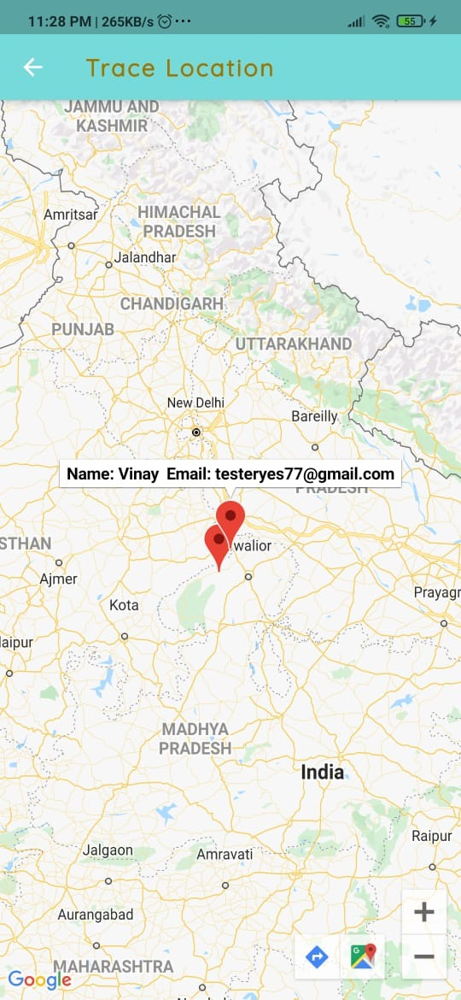 11:28 PM | 265KB/s
55
Trace Location
JAMMU AND
KASHMIR
Amritsar
HIMACHAL
PRADESH
Jalandhar
CHANDIGARH
PUNJAB
UTTARAKHAND
New Delhi
Bareilly
Name: Vinay Email: testeryes77@gmail.com
PRADESH
STHAN
walior
Ajmer
Prayagr
Kota
laipur
MADHYA
PRADESH
India
Raipur
Jalgaon
Amravati
Aurangabad
+
G
−
Google
MAHARASHTRA